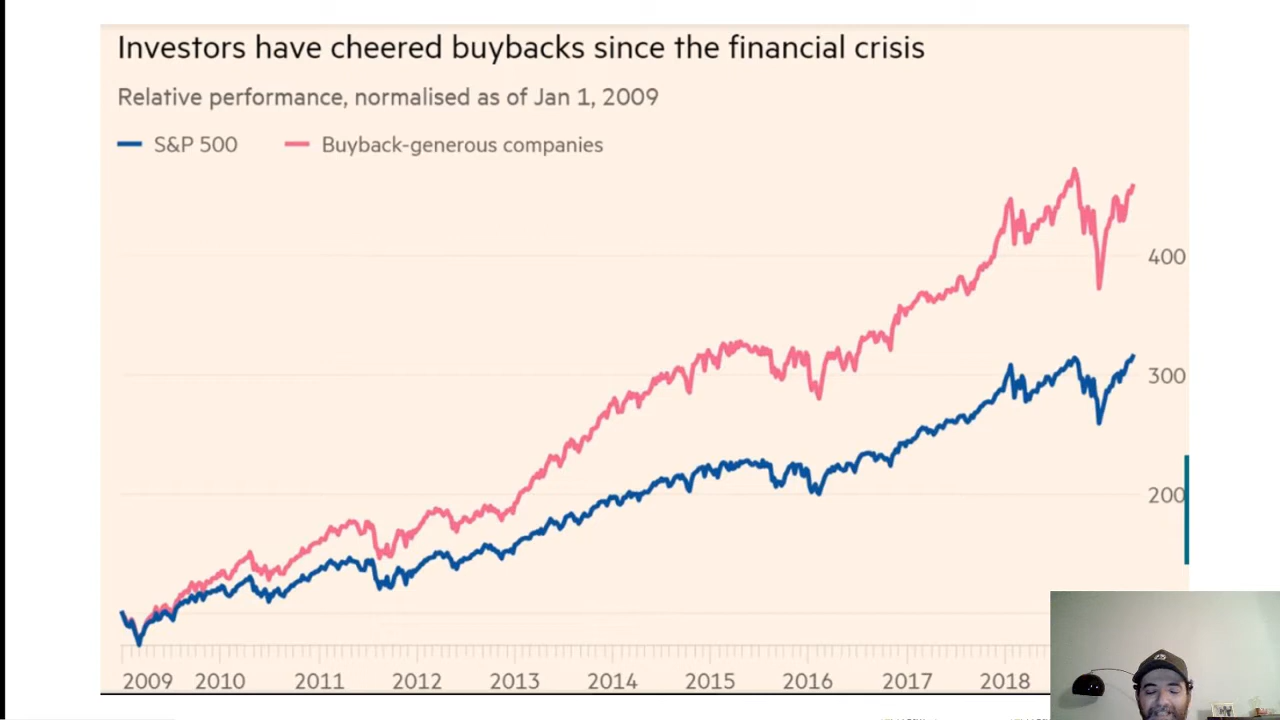 Investors have cheered buybacks since the financial crisis
Relative performance, normalised as of Jan 1, 2009
S&P 500 Buyback-generous companies
400
300
200
2009 2010 2011 2012 2013 2014 2015 2016 2017 2018
25